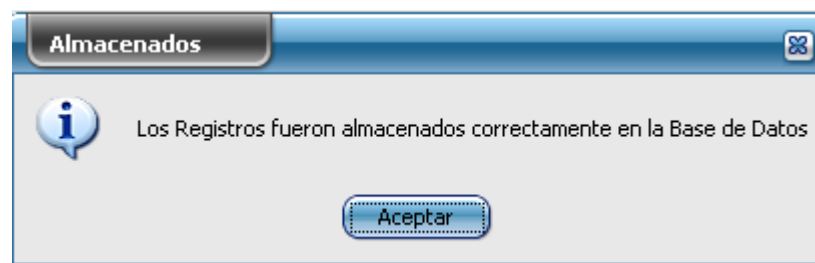 Almacenados
Los Registros fueron almacenados correctamente en la Base de Datos
Aceptar